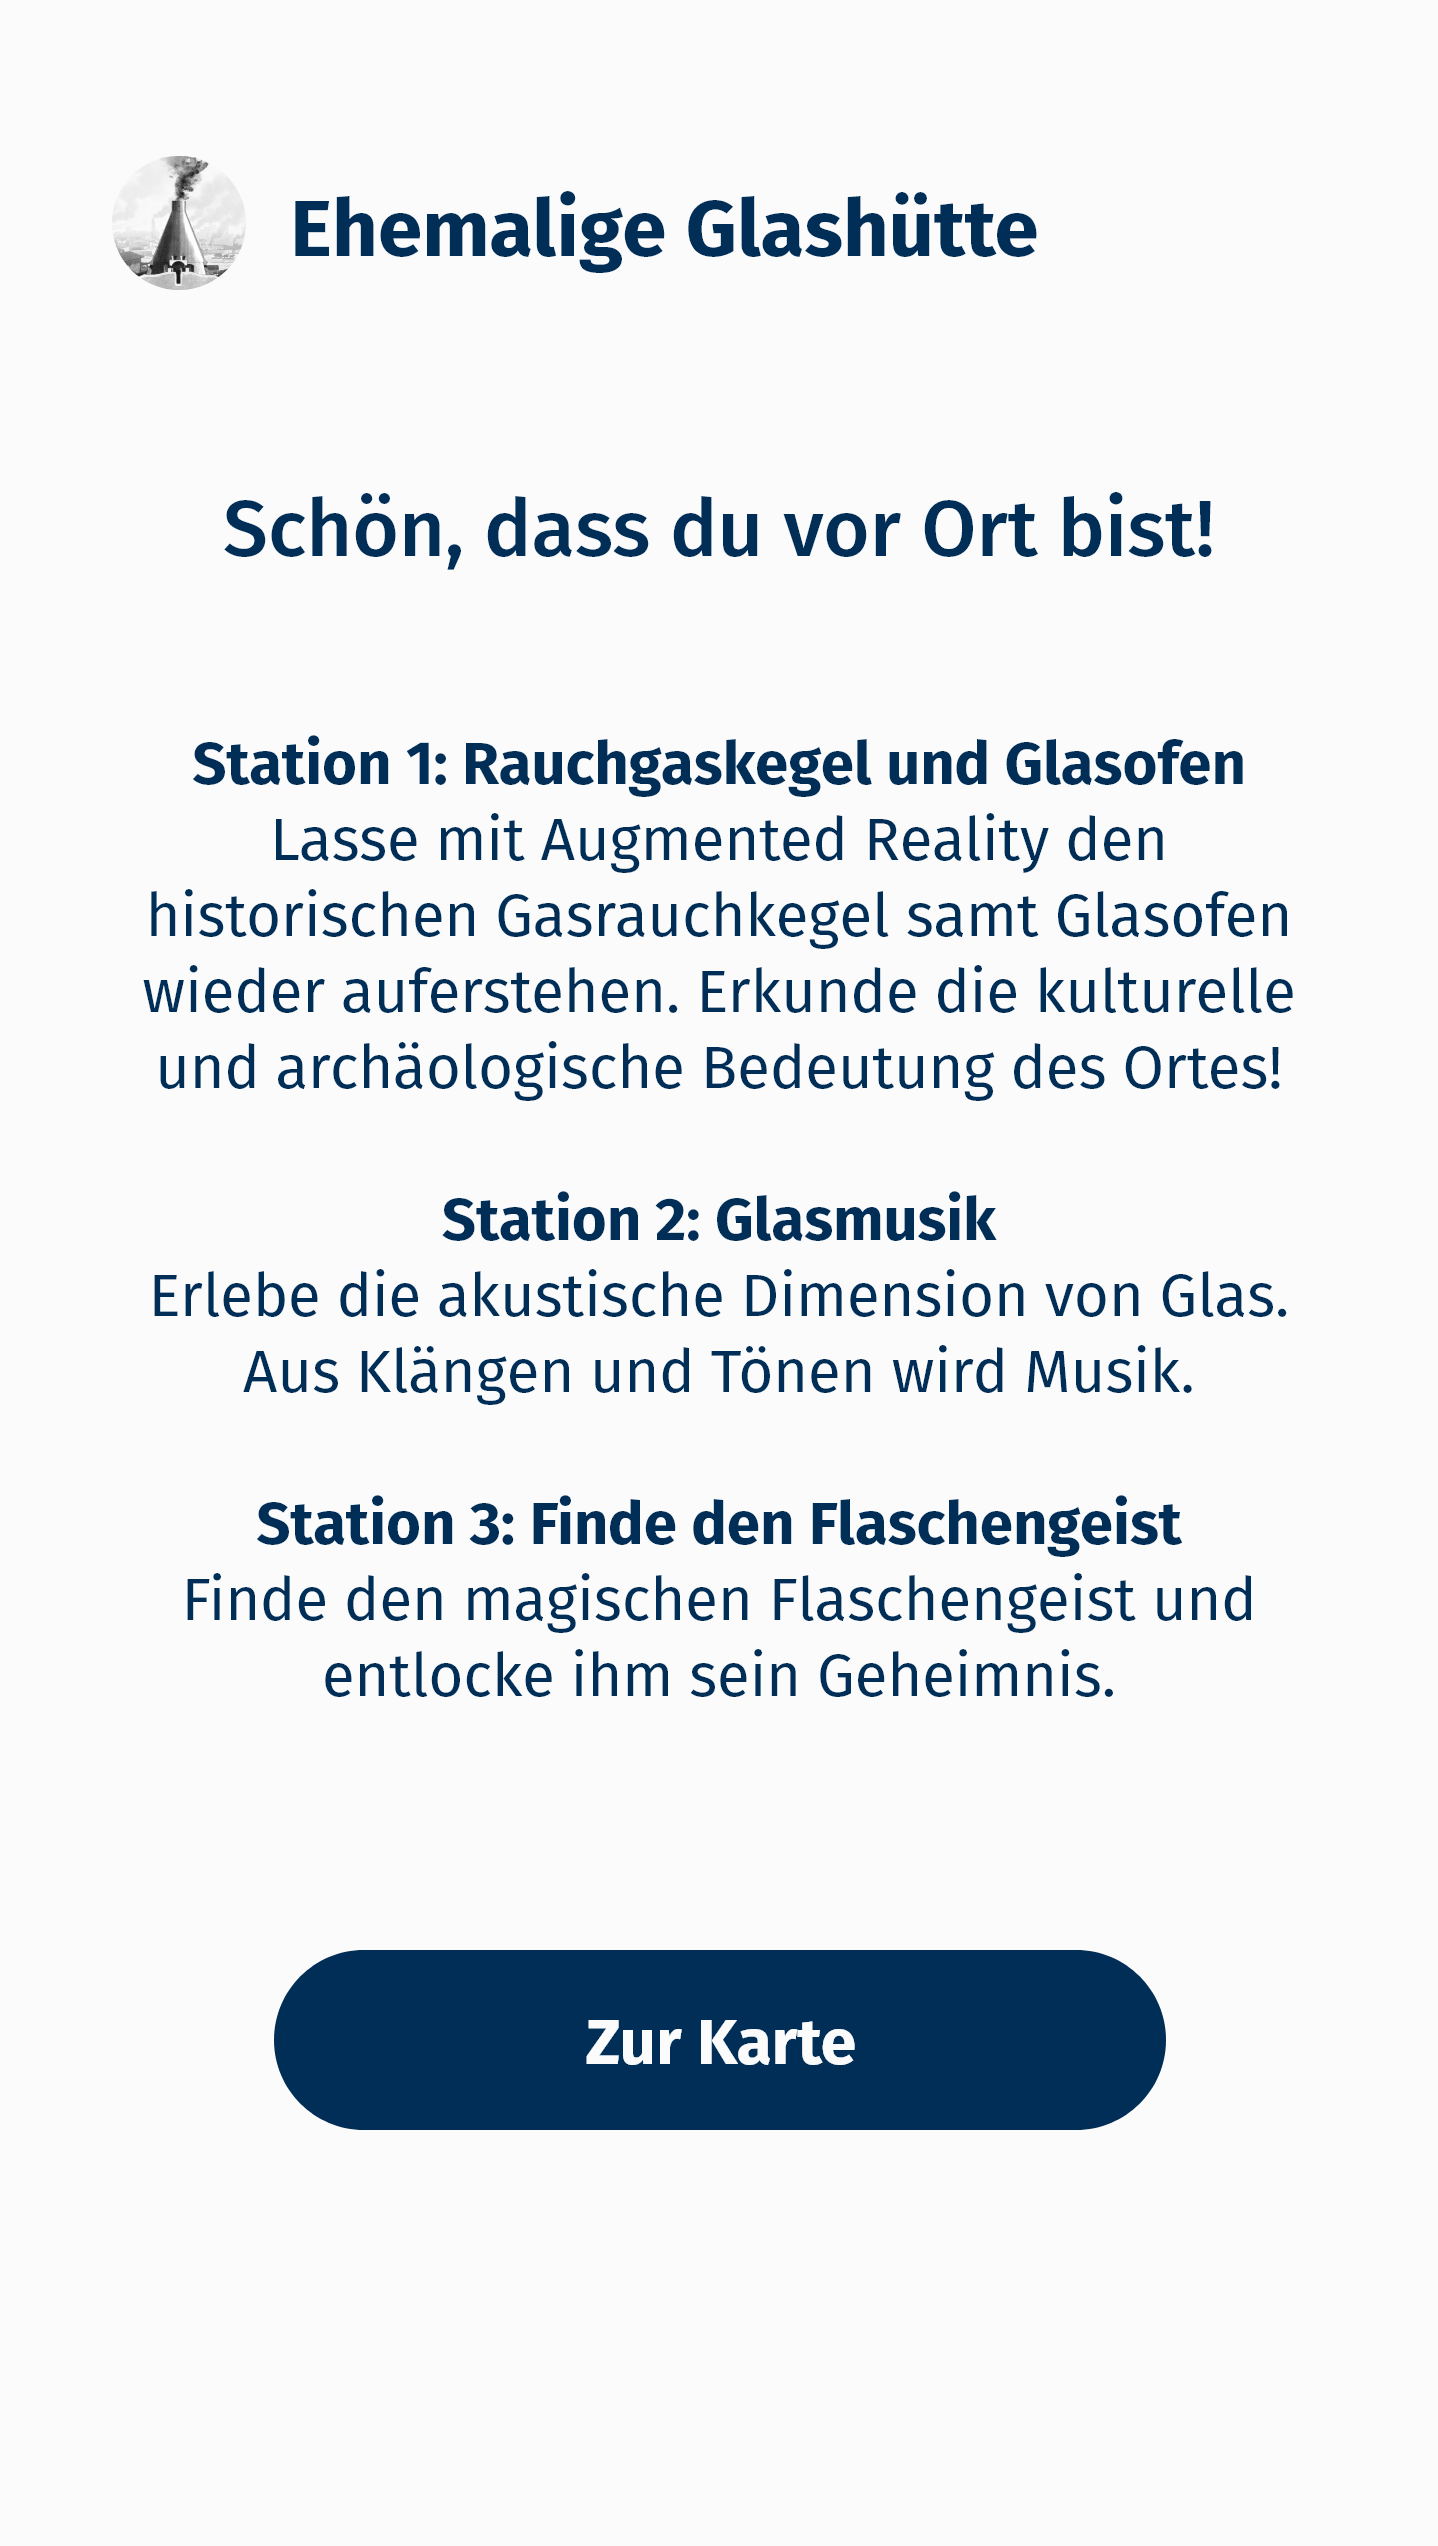 Ehemalige Glashütte
Schön, dass du vor Ort bist!
Station 1: Rauchgaskegel und Glasofen
Lasse mit Augmented Reality den
historischen Gasrauchkegel samt Glasofen
wieder auferstehen. Erkunde die kulturelle
und archäologische Bedeutung des Ortes!
Station 2: Glasmusik
Erlebe die akustische Dimension von Glas.
Aus Klängen und Tönen wird Musik.
Station 3: Finde den Flaschengeist
Finde den magischen Flaschengeist und
entlocke ihm sein Geheimnis.
Zur Karte